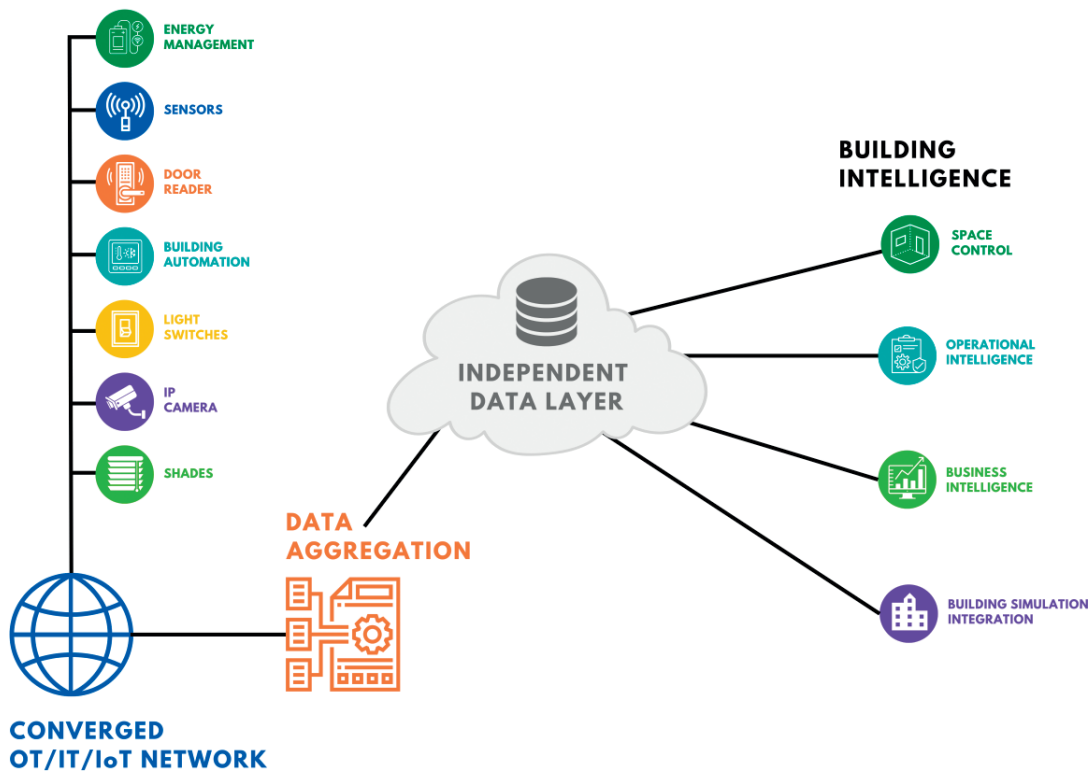 ENERGY
MANAGEMENT
SENSORS
DOOR
READER
BUILDING
AUTOMATION
LIGHT
SWITCHES
IP
CAMERA
SHADES
CONVERGED
OT/IT/IoT NETWORK
DATA
AGGREGATION
INDEPENDENT
DATA LAYER
BUILDING
INTELLIGENCE
SPACE
CONTROL
OPERATIONAL
INTELLIGENCE
BUSINESS
INTELLIGENCE
BUILDING SIMULATION
INTEGRATION